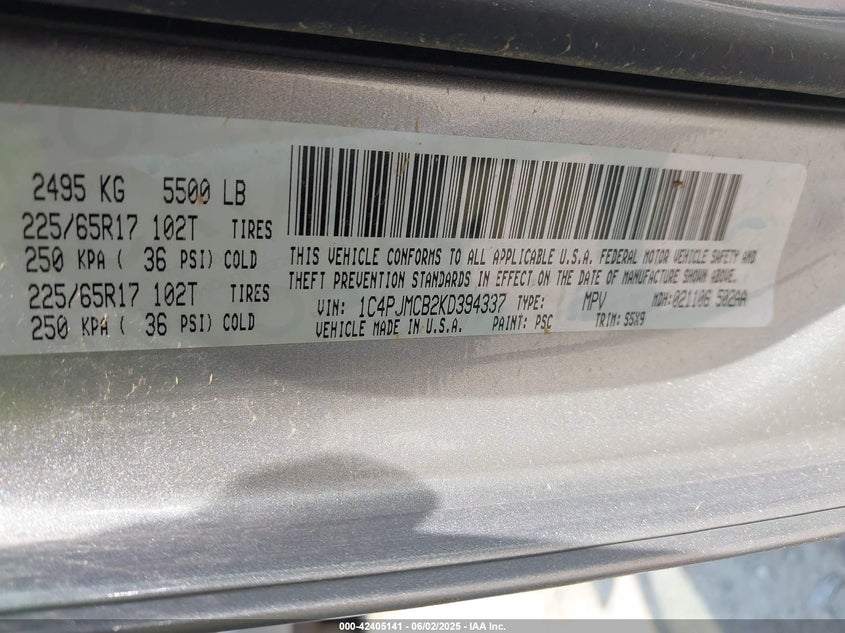 2495 KG 5500 LB
225/65R17 102T TIRES
250 KPA ( 36 PSI) COLD
225/65R17 102T TIRES
250 KPA ( 36 PSI) COLD
THIS VEHICLE CONFORMS TO ALL APPLICABLE U.S.A. FEDERAL MOTOR VEHICLE SAFETY AND
THEFT PREVENTION STANDARDS IN EFFECT ON THE DATE OF MANUFACTURE SHOWN ABOVE.
VIN: 1C4PJMCB2KD394337 TYPE: MPV MDH: 021106 502AA
VEHICLE MADE IN U.S.A. PAINT: PSC TRIM: S5X9
000-42405141 - 06/02/2025 - IAA Inc.